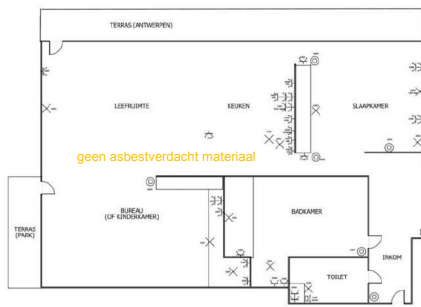 TERRAS (ANTWERPEN)
LEEFRUIMTE
KEUKEN
SLAAPKAMER
geen asbestverdacht materiaal
BUREAU
(OF KINDERKAMER)
BADKAMER
TERRAS
(PARK)
INKOM
TOILET